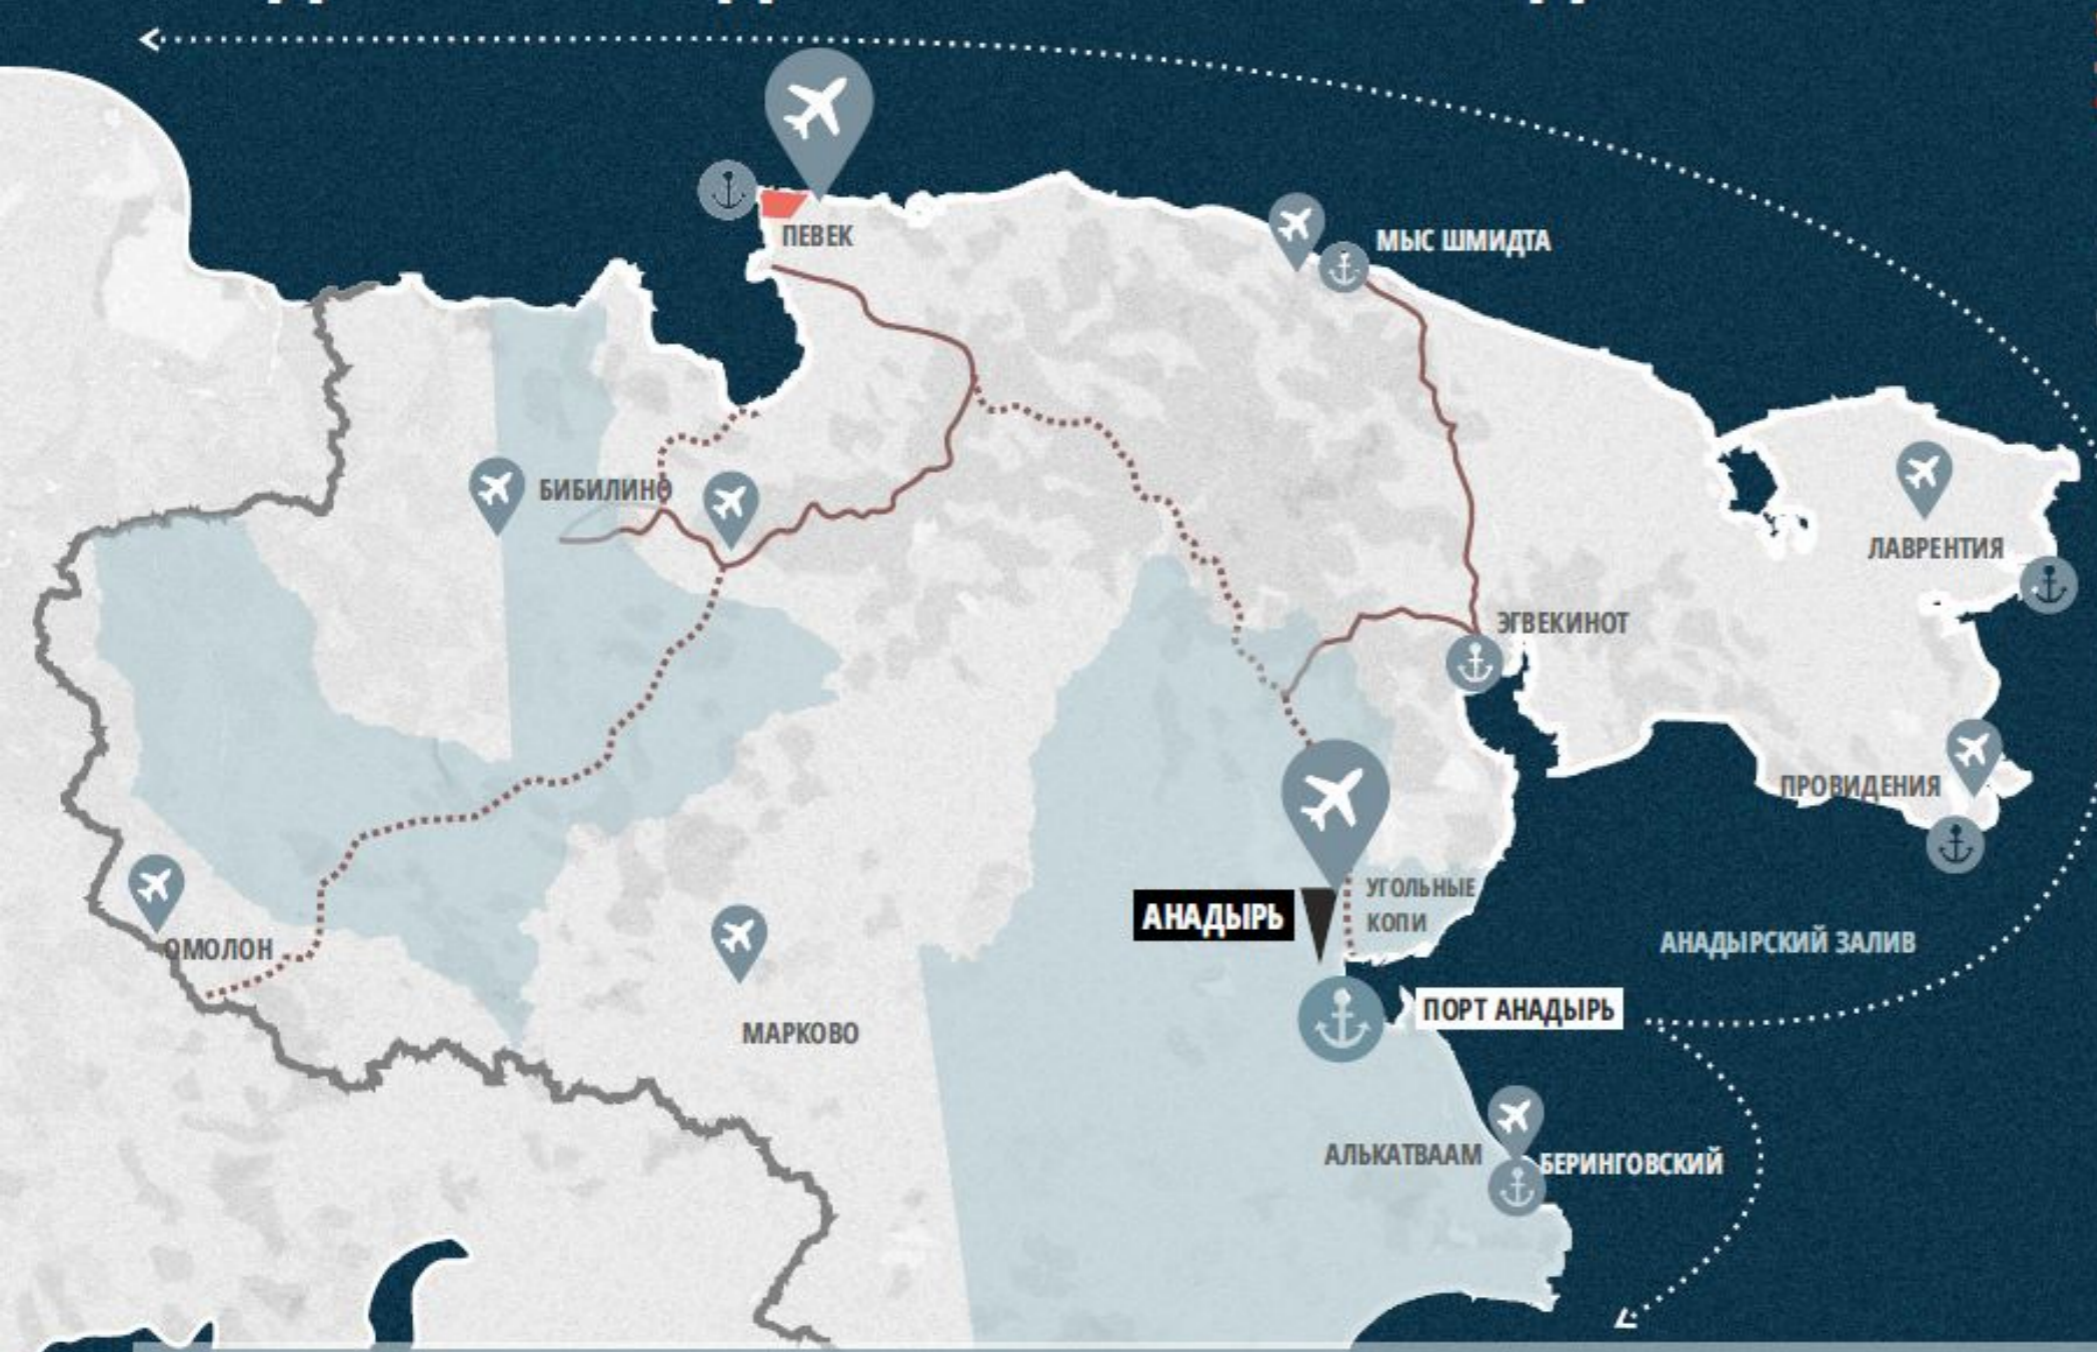 ПЕВЕК
МЫС ШМИДТА
БИБИЛИНО
ЛАВРЕНТИЯ
ЭГВЕКИНОТ
ПРОВИДЕНИЯ
УГОЛЬНЫЕ
КОПИ
АНАДЫРЬ
АНАДЫРСКИЙ ЗАЛИВ
ОМОЛОН
ПОРТ АНАДЫРЬ
МАРКОВО
АЛЬКАТВААМ
БЕРИНГОВСКИЙ